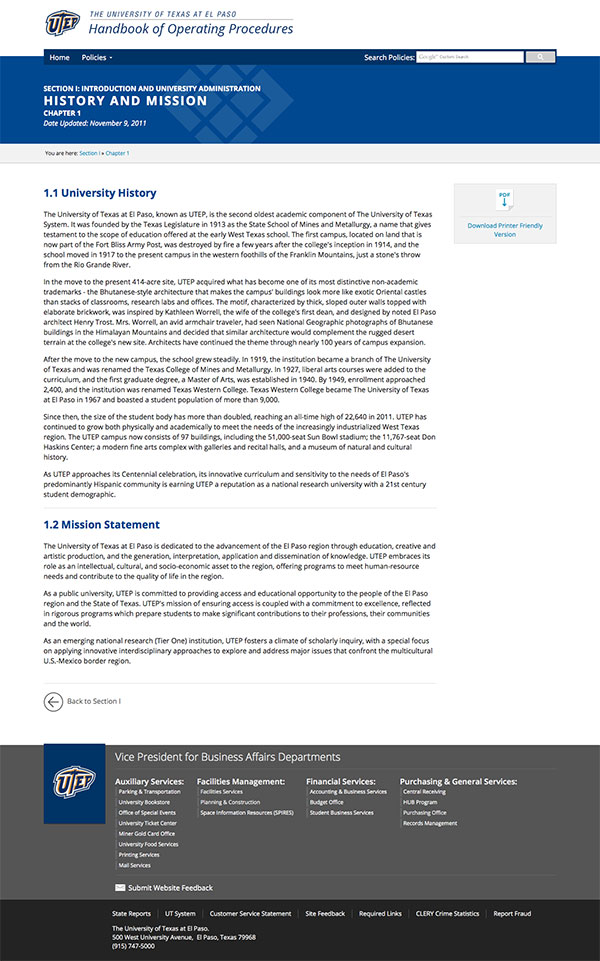 UTEP
THE UNIVERSITY OF TEXAS AT EL PASO
Handbook of Operating Procedures
Home Policies Search Policies: Google Custom Search
SECTION I: INTRODUCTION AND UNIVERSITY ADMINISTRATION
HISTORY AND MISSION
CHAPTER 1
Date Updated: November 9, 2011
You are here: Section I » Chapter 1
1.1 University History
The University of Texas at El Paso, known as UTEP, is the second oldest academic component of The University of Texas
System. It was founded by the Texas Legislature in 1913 as the State School of Mines and Metallurgy, a name that gives
testament to the scope of education offered at the early West Texas school. The first campus, located on land that is
now part of the Fort Bliss Army Post, was destroyed by fire a few years after the college's inception in 1914, and the
school moved in 1917 to the present campus in the western foothills of the Franklin Mountains, just a stone's throw
from the Rio Grande River.
In the move to the present 414-acre site, UTEP acquired what has become one of its most distinctive non-academic
trademarks - the Bhutanese-style architecture that makes the campus' buildings look more like exotic Oriental castles
than stacks of classrooms, research labs and offices. The motif, characterized by thick, sloped outer walls topped with
elaborate brickwork, was inspired by Kathleen Worrell, the wife of the college's first dean, and designed by noted El Paso
architect Henry Trost. Mrs. Worrell, an avid armchair traveler, had seen National Geographic photographs of Bhutanese
buildings in the Himalayan Mountains and decided that similar architecture would complement the rugged desert
terrain at the college's new site. Architects have continued the theme through nearly 100 years of campus expansion.
After the move to the new campus, the school grew steadily. In 1919, the institution became a branch of The University
of Texas and was renamed the Texas College of Mines and Metallurgy. In 1927, liberal arts courses were added to the
curriculum, and the first graduate degree, a Master of Arts, was established in 1940. By 1949, enrollment approached
2,400, and the institution was renamed Texas Western College. Texas Western College became The University of Texas
at El Paso in 1967 and boasted a student population of more than 9,000.
Since then, the size of the student body has more than doubled, reaching an all-time high of 22,640 in 2011. UTEP has
continued to grow both physically and academically to meet the needs of the increasingly industrialized West Texas
region. The UTEP campus now consists of 97 buildings, including the 51,000-seat Sun Bowl stadium; the 11,767-seat Don
Haskins Center; a modern fine arts complex with galleries and recital halls, and a museum of natural and cultural
history.
As UTEP approaches its Centennial celebration, its innovative curriculum and sensitivity to the needs of El Paso's
predominantly Hispanic community is earning UTEP a reputation as a national research university with a 21st century
student demographic.
PDF
Download Printer Friendly
Version
1.2 Mission Statement
The University of Texas at El Paso is dedicated to the advancement of the El Paso region through education, creative and
artistic production, and the generation, interpretation, application and dissemination of knowledge. UTEP embraces its
role as an intellectual, cultural, and socio-economic asset to the region, offering programs to meet human-resource
needs and contribute to the quality of life in the region.
As a public university, UTEP is committed to providing access and educational opportunity to the people of the El Paso
region and the State of Texas. UTEP's mission of ensuring access is coupled with a commitment to excellence, reflected
in rigorous programs which prepare students to make significant contributions to their professions, their communities
and the world.
As an emerging national research (Tier One) institution, UTEP fosters a climate of scholarly inquiry, with a special focus
on applying innovative interdisciplinary approaches to explore and address major issues that confront the multicultural
U.S.-Mexico border region.
Back to Section I
UTEP
Vice President for Business Affairs Departments
Auxiliary Services:
Parking & Transportation
University Bookstore
Office of Special Events
University Ticket Center
Miner Gold Card Office
University Food Services
Printing Services
Mail Services
Facilities Management:
Facilities Services
Planning & Construction
Space Information Resources (SPIRES)
Financial Services:
Accounting & Business Services
Budget Office
Student Business Services
Purchasing & General Services:
Central Receiving
HUB Program
Purchasing Office
Records Management
Submit Website Feedback
State Reports UT System Customer Service Statement Site Feedback Required Links CLERY Crime Statistics Report Fraud
The University of Texas at El Paso.
500 West University Avenue, El Paso, Texas 79968
(915) 747-5000